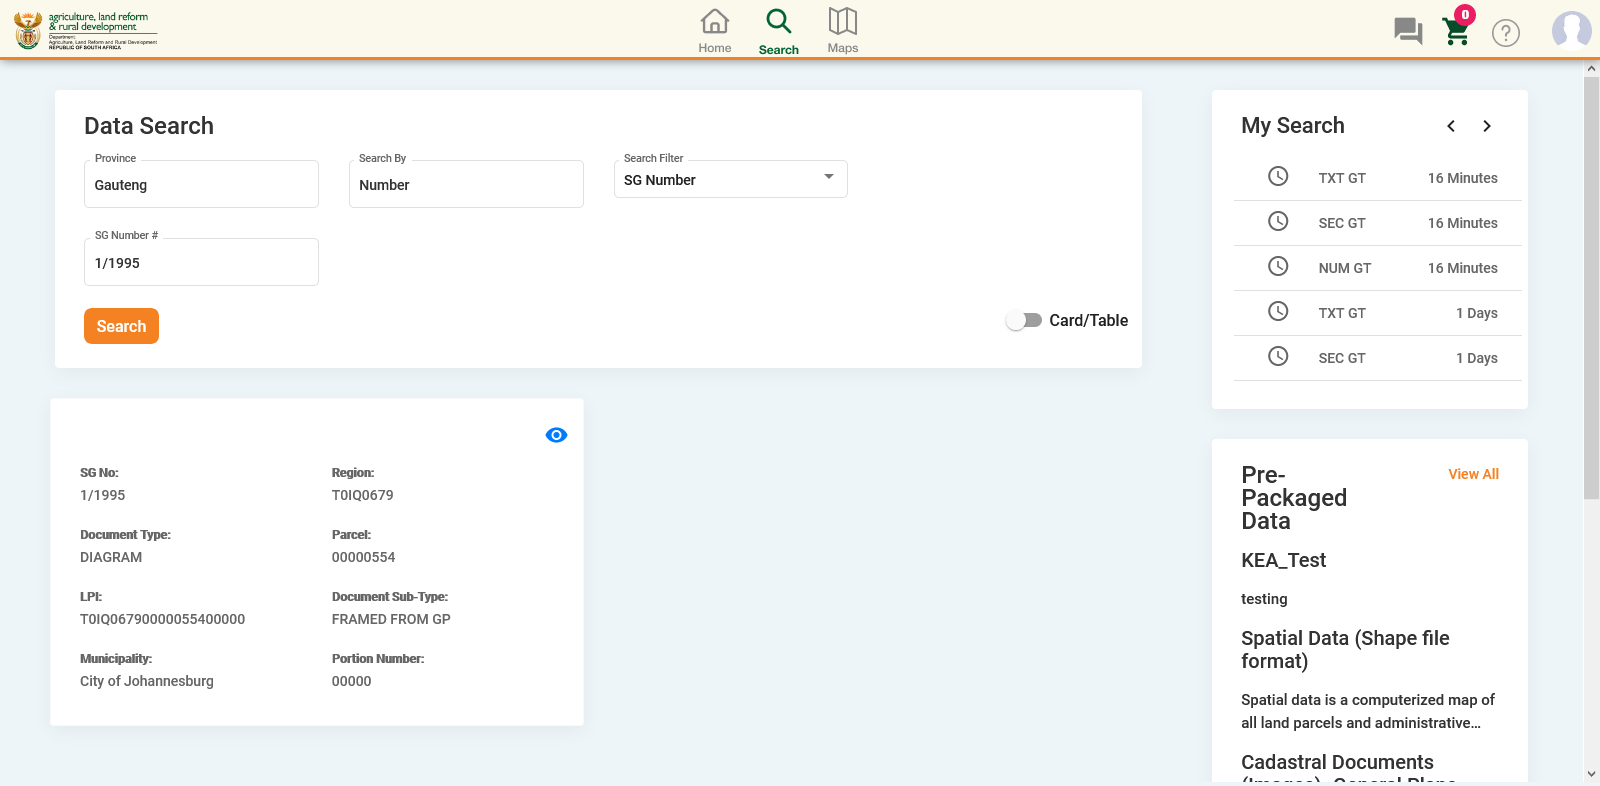 agriculture, land reform
& rural development
Department:
Agriculture, Land Reform and Rural Development
REPUBLIC OF SOUTH AFRICA
Home
Search
Maps
0
?
Data Search
Province
Gauteng
Search By
Number
Search Filter
SG Number
SG Number #
1/1995
Search
Card/Table
SG No:
1/1995
Region:
T0IQ0679
Document Type:
DIAGRAM
Parcel:
00000554
LPI:
T0IQ06790000055400000
Document Sub-Type:
FRAMED FROM GP
Municipality:
City of Johannesburg
Portion Number:
00000
My Search
TXT GT 16 Minutes
SEC GT 16 Minutes
NUM GT 16 Minutes
TXT GT 1 Days
SEC GT 1 Days
Pre-
Packaged
Data
View All
KEA_Test
testing
Spatial Data (Shape file
format)
Spatial data is a computerized map of
all land parcels and administrative...
Cadastral Documents
(Images)- General Plans